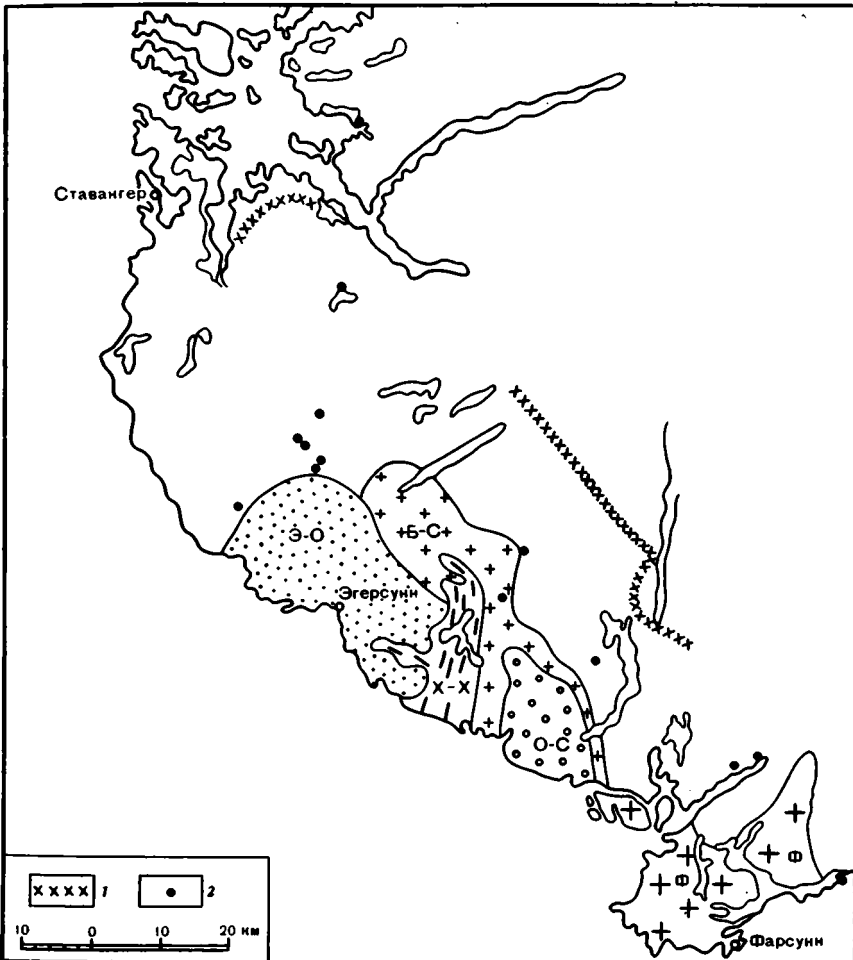 Ставангер
Э-О
+Б-С+
Эгерсунн
Х-Х
О-С
Ф
Ф
Фарсунн
х х х х 1
2
10 0 10 20 км